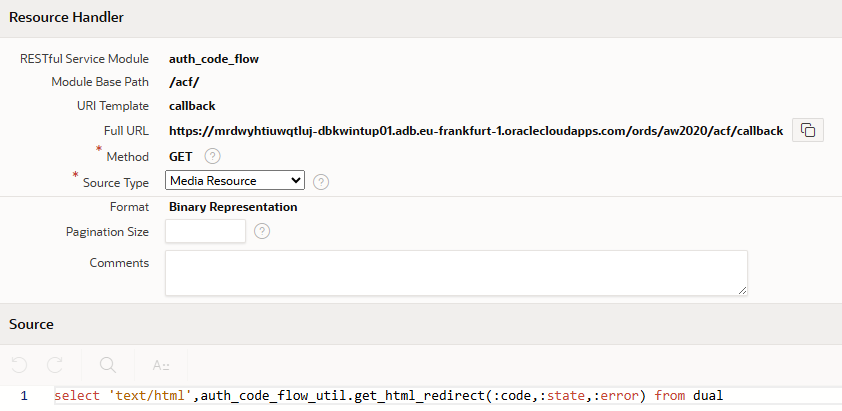 Resource Handler
RESTful Service Module auth_code_flow
Module Base Path /acf/
URI Template callback
Full URL https://mrdwyhtiuwqtluj-dbkwintup01.adb.eu-frankfurt-1.oraclecloudapps.com/ords/aw2020/acf/callback
* Method GET ?
* Source Type Media Resource ?
Format Binary Representation
Pagination Size ?
Comments
Source
A::
1 select 'text/html',auth_code_flow_util.get_html_redirect(:code,:state,:error) from dual